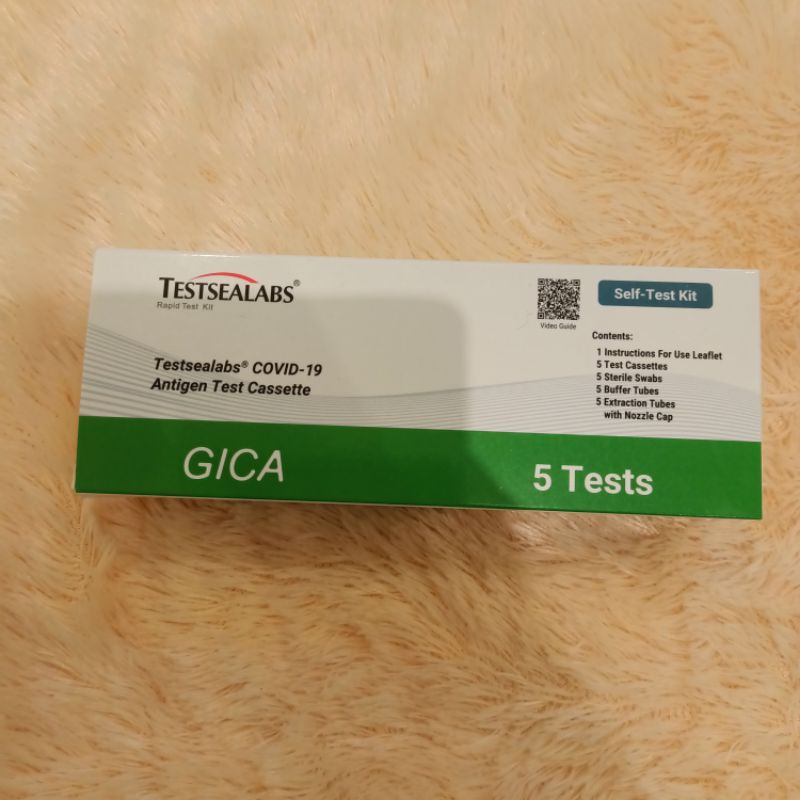 TESTSEALABS®
Rapid Test Kit
Testsealabs® COVID-19
Antigen Test Cassette
GICA
Video Guide
Self-Test Kit
Contents:
1 Instructions For Use Leaflet
5 Test Cassettes
5 Sterile Swabs
5 Buffer Tubes
5 Extraction Tubes
with Nozzle Cap
5 Tests